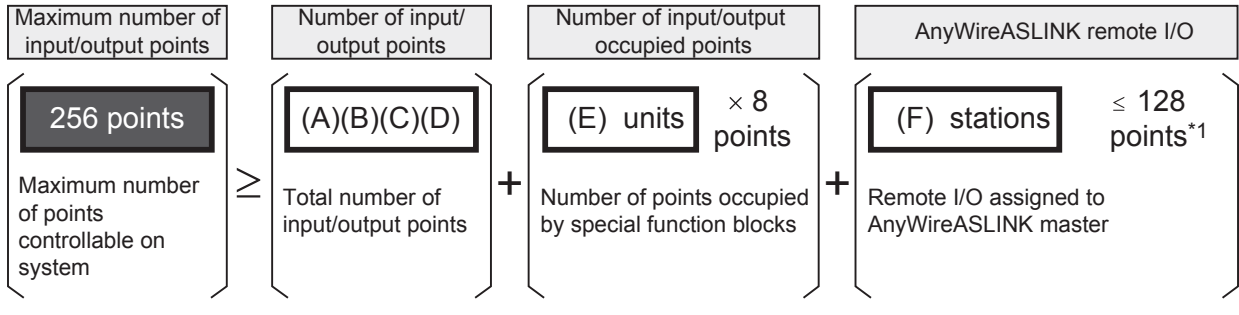 Maximum number of
input/output points
Number of input/
output points
Number of input/output
occupied points
AnyWireASLINK remote I/O
256 points
Maximum number
of points
controllable on
system
≥
(A)(B)(C)(D)
Total number of
input/output points
+
(E) units
× 8
points
Number of points occupied
by special function blocks
+
(F) stations
≤ 128
points*1
Remote I/O assigned to
AnyWireASLINK master